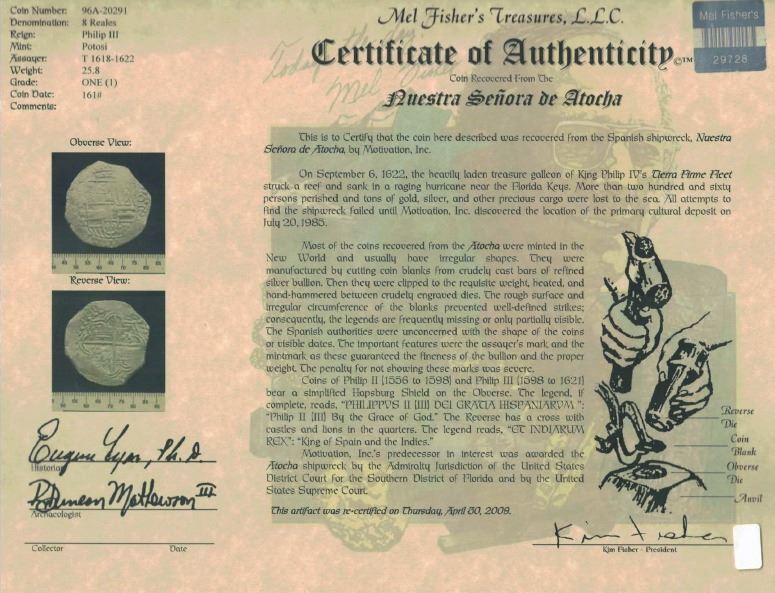 Coin Number: 96A-20291
Denomination: 8 Reales
Reign: Philip III
Mint: Potosi
Assayer: T 1618-1622
Weight: 25.8
Grade: ONE (1)
Coin Date: 161#
Comments:
Mel Fisher's Treasures, L.L.C.
Certificate of Authenticity ©™
Coin Recovered From The
Nuestra Señora de Atocha
Mel Fisher's
29728
Today
Mel
This is to Certify that the coin here described was recovered from the Spanish shipwreck, Nuestra
Señora de Atocha, by Motivation, Inc.
On September 6, 1622, the heavily laden treasure galleon of King Philip IV's Tierra Firme Fleet
struck a reef and sank in a raging hurricane near the Florida Keys. More than two hundred and sixty
persons perished and tons of gold, silver, and other precious cargo were lost to the sea. All attempts to
find the shipwreck failed until Motivation, Inc. discovered the location of the primary cultural deposit on
July 20, 1985.
Most of the coins recovered from the Atocha were minted in the
New World and usually have irregular shapes. They were
manufactured by cutting coin blanks from crudely cast bars of refined
silver bullion. Then they were clipped to the requisite weight, heated, and
hand-hammered between crudely engraved dies. The rough surface and
irregular circumference of the blanks prevented well-defined strikes;
consequently, the legends are frequently missing or only partially visible.
The Spanish authorities were unconcerned with the shape of the coins
or visible dates. The important features were the assayer's mark and the
mintmark as these guaranteed the fineness of the bullion and the proper
weight. The penalty for not showing these marks was severe.
Coins of Philip II [1556 to 1598] and Philip III [1598 to 1621]
bear a simplified Hapsburg Shield on the Obverse. The legend, if
complete, reads, "PHILIPPVS II [III] DEI GRATIA HISPANIARVM":
"Philip II [III] By the Grace of God." The Reverse has a cross with
castles and lions in the quarters. The legend reads, "ET INDIARUM
REX": "King of Spain and the Indies."
Motivation, Inc.'s predecessor in interest was awarded the
Atocha shipwreck by the Admiralty Jurisdiction of the United States
District Court for the Southern District of Florida and by the United
States Supreme Court.
This artifact was re-certified on Thursday, April 30, 2009.
Obverse View:
Reverse View:
Eugene Lyon, Ph.D.
Historian
R. Duncan Mathewson III
Archaeologist
Collector Date
Reverse
Die
Coin
Blank
Obverse
Die
Anvil
Kim Fisher
Kim Fisher - President